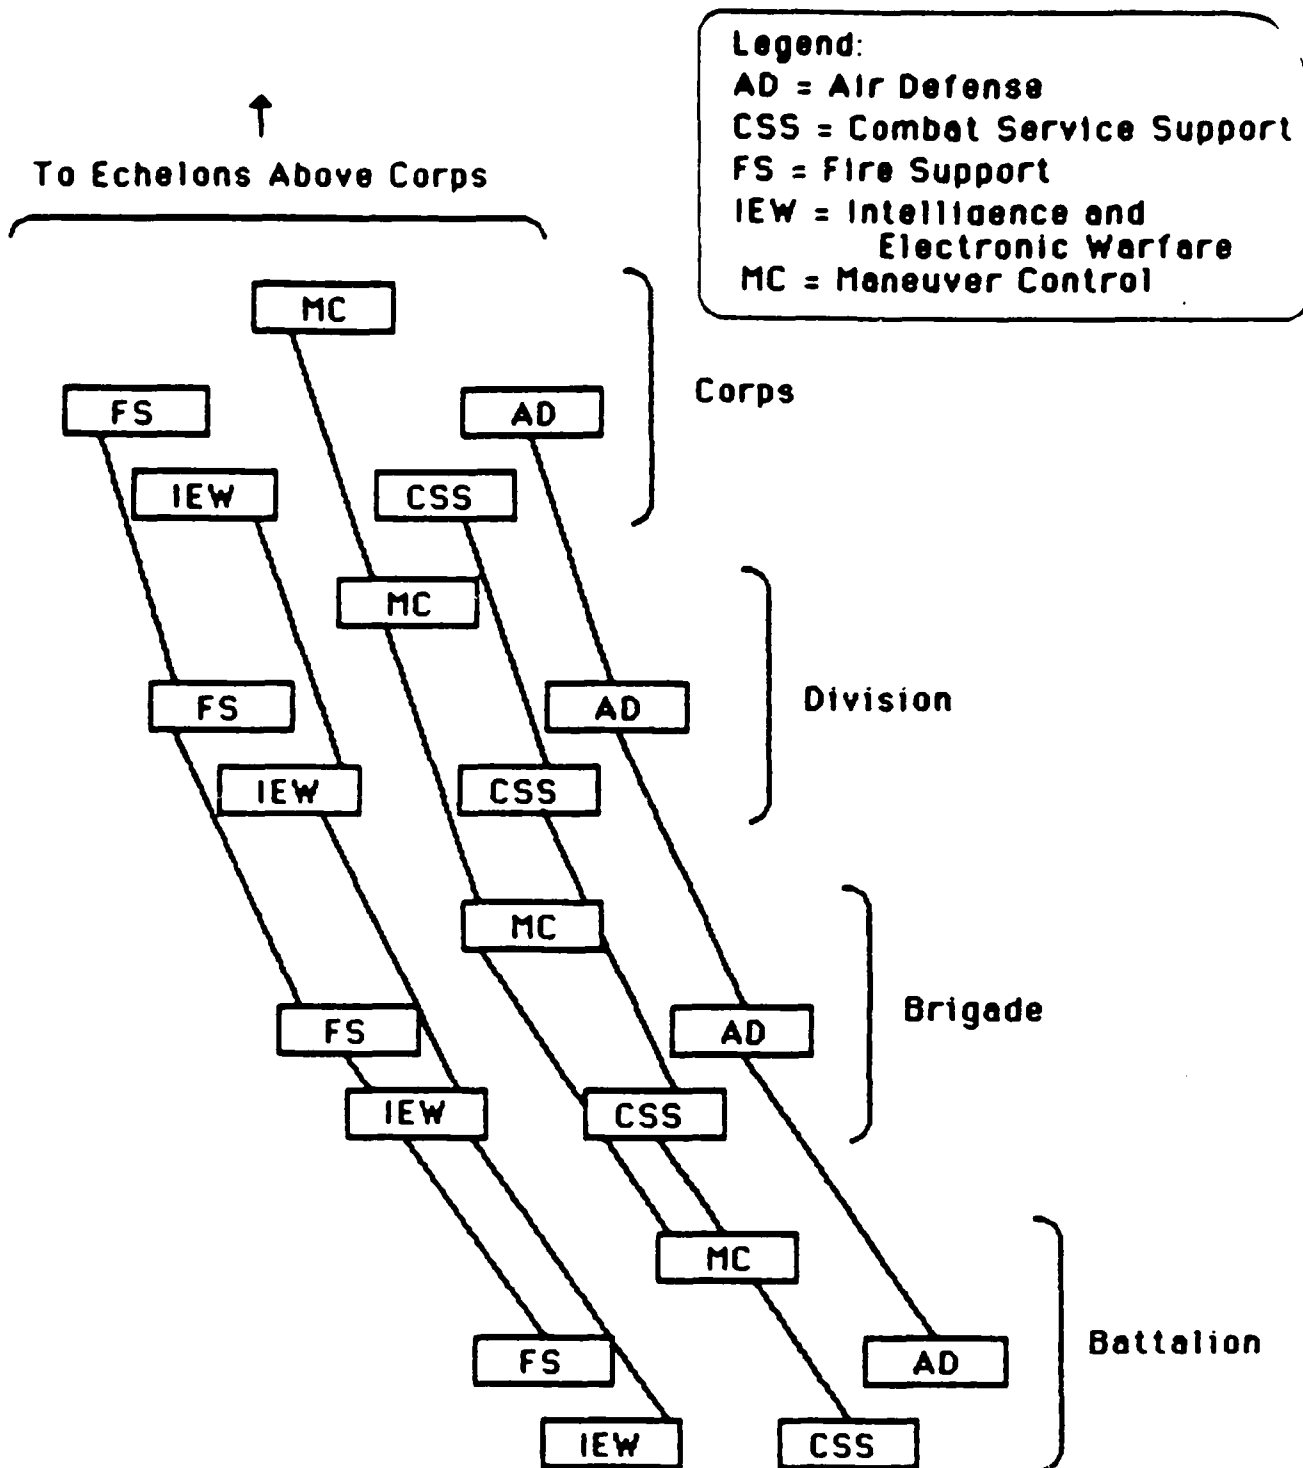 Legend:
AD = Air Defense
CSS = Combat Service Support
FS = Fire Support
IEW = Intelligence and
Electronic Warfare
MC = Maneuver Control
To Echelons Above Corps
MC
FS
AD
Corps
IEW
CSS
MC
FS
AD
Division
IEW
CSS
MC
FS
AD
Brigade
IEW
CSS
MC
FS
AD
Battalion
IEW
CSS